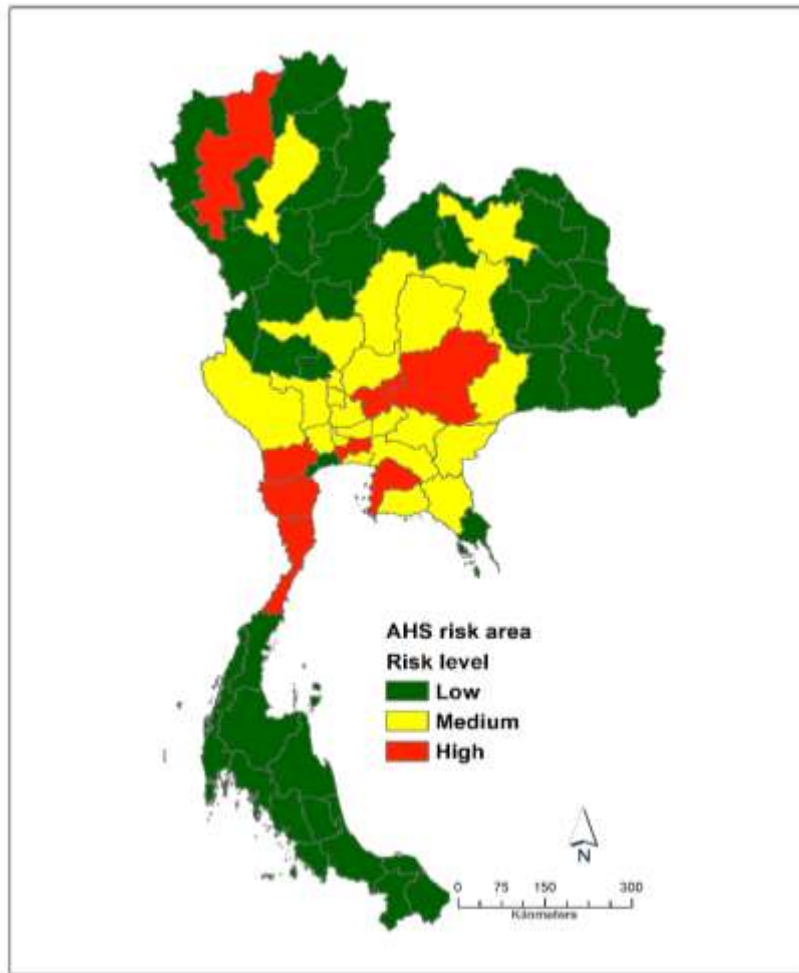 AHS risk area
Risk level
Low
Medium
High
N
0 75 150 300
Kilometers